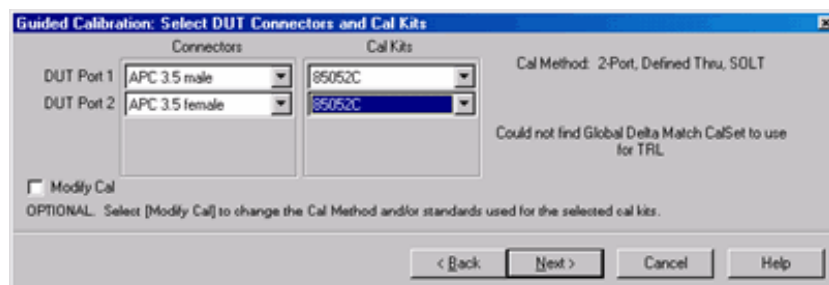 Guided Calibration: Select DUT Connectors and Cal Kits
Connectors
Cal Kits
DUT Port 1
APC 3.5 male
85052C
DUT Port 2
APC 3.5 female
85052C
Cal Method: 2-Port, Defined Thru, SOLT
Could not find Global Delta Match CalSet to use
for TRL
Modify Cal
OPTIONAL. Select [Modify Cal] to change the Cal Method and/or standards used for the selected cal kits.
< Back
Next >
Cancel
Help